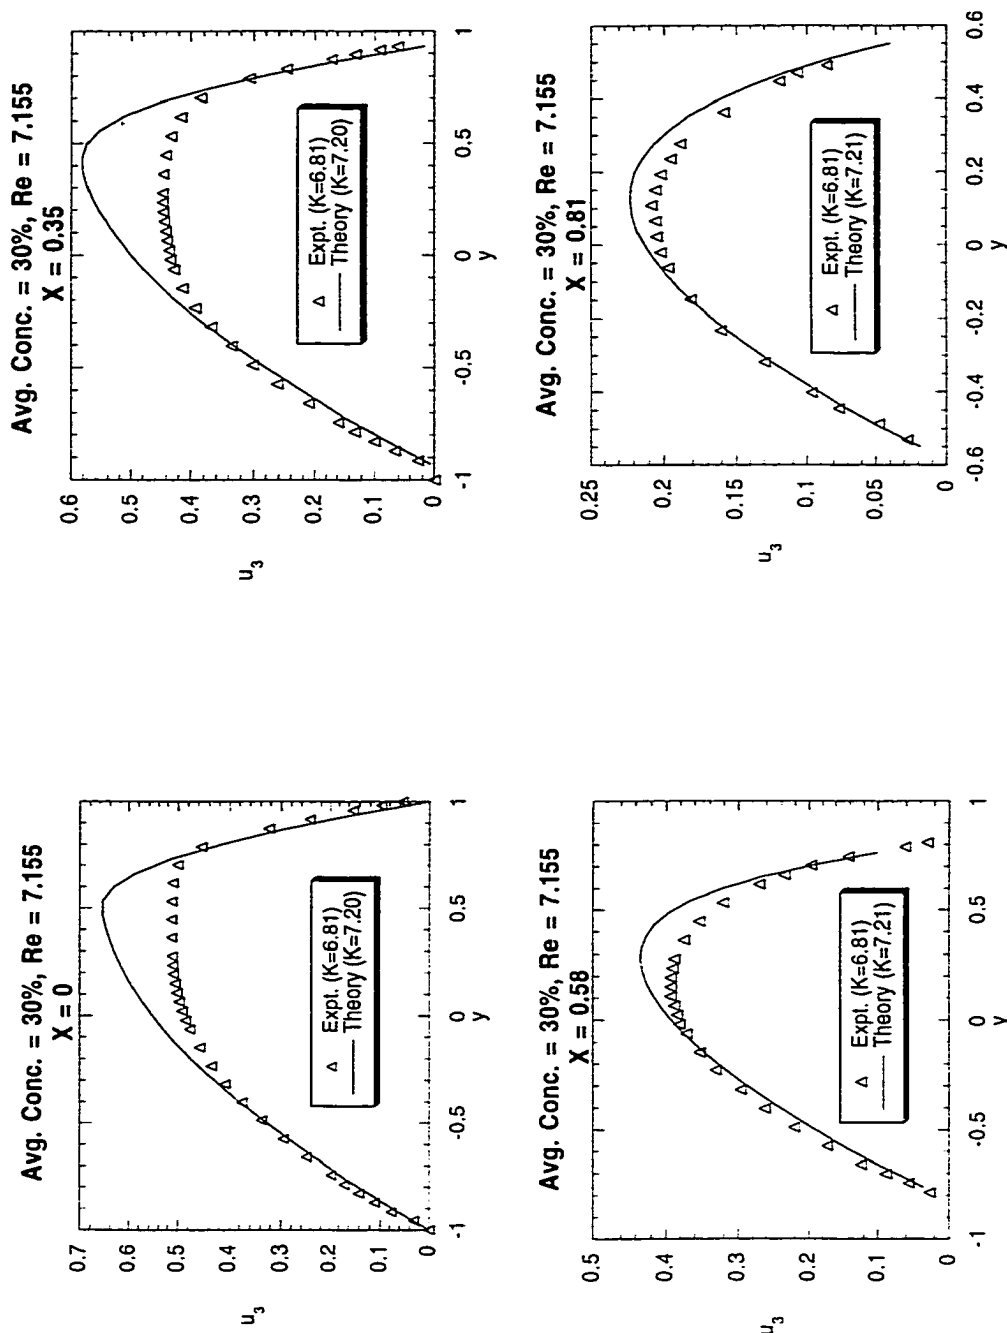 Avg. Conc. = 30%, Re = 7.155
X = 0
0.7
0.6
0.5
0.4
0.3
0.2
0.1
0
u3
-1
-0.5
0
0.5
1
y
Expt. (K=6.81)
Theory (K=7.20)
Avg. Conc. = 30%, Re = 7.155
X = 0.35
0.6
0.5
0.4
0.3
0.2
0.1
0
u3
-1
-0.5
0
0.5
1
y
Expt. (K=6.81)
Theory (K=7.20)
Avg. Conc. = 30%, Re = 7.155
X = 0.58
0.5
0.4
0.3
0.2
0.1
0
u3
-1
-0.5
0
0.5
1
y
Expt. (K=6.81)
Theory (K=7.21)
Avg. Conc. = 30%, Re = 7.155
X = 0.81
0.25
0.2
0.15
0.1
0.05
0
u3
-0.6
-0.4
-0.2
0
0.2
0.4
0.6
y
Expt. (K=6.81)
Theory (K=7.21)